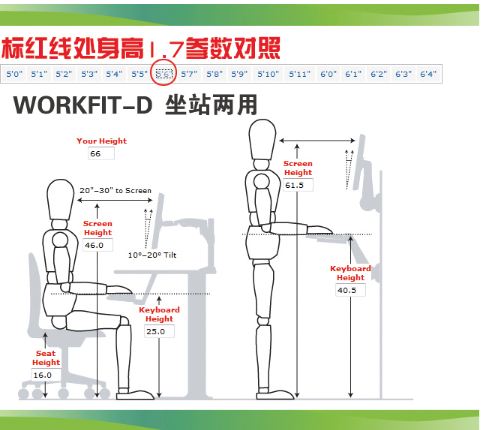 标红线处身高1.7参数对照
5'0" 5'1" 5'2" 5'3" 5'4" 5'5" 5'6" 5'7" 5'8" 5'9" 5'10" 5'11" 6'0" 6'1" 6'2" 6'3" 6'4"
WORKFIT-D 坐站两用
Your Height
66
20"-30" to Screen
Screen
Height
46.0
10°-20° Tilt
Keyboard
Height
25.0
Seat
Height
16.0
Screen
Height
61.5
Keyboard
Height
40.5